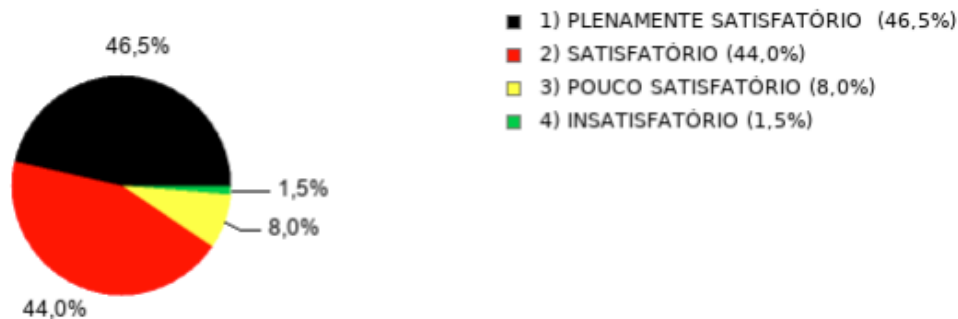 46,5%
1,5%
8,0%
44,0%
1) PLENAMENTE SATISFATÓRIO (46,5%)
2) SATISFATÓRIO (44,0%)
3) POUCO SATISFATÓRIO (8,0%)
4) INSATISFATÓRIO (1,5%)